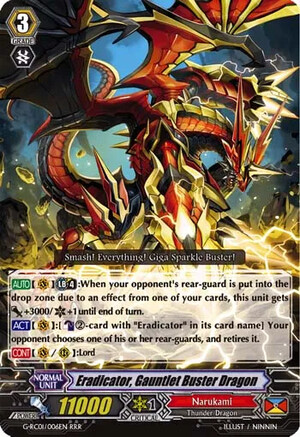 3
GRADE
Smash! Everything! Giga Sparkle Buster!
AUTO [V] LB 4 :When your opponent's rear-guard is put into the
drop zone due to an effect from one of your cards, this unit gets
+3000/ +1 until end of turn.
ACT [V/R]:[②-card with "Eradicator" in its card name] Your
opponent chooses one of his or her rear-guards, and retires it.
CONT [V/R]:Lord
NORMAL UNIT
Eradicator, Gauntlet Buster Dragon
POWER
11000
1
CRITICAL
Narukami
Thunder Dragon
G-RC01/006EN RRR
ILLUST / NINNIN